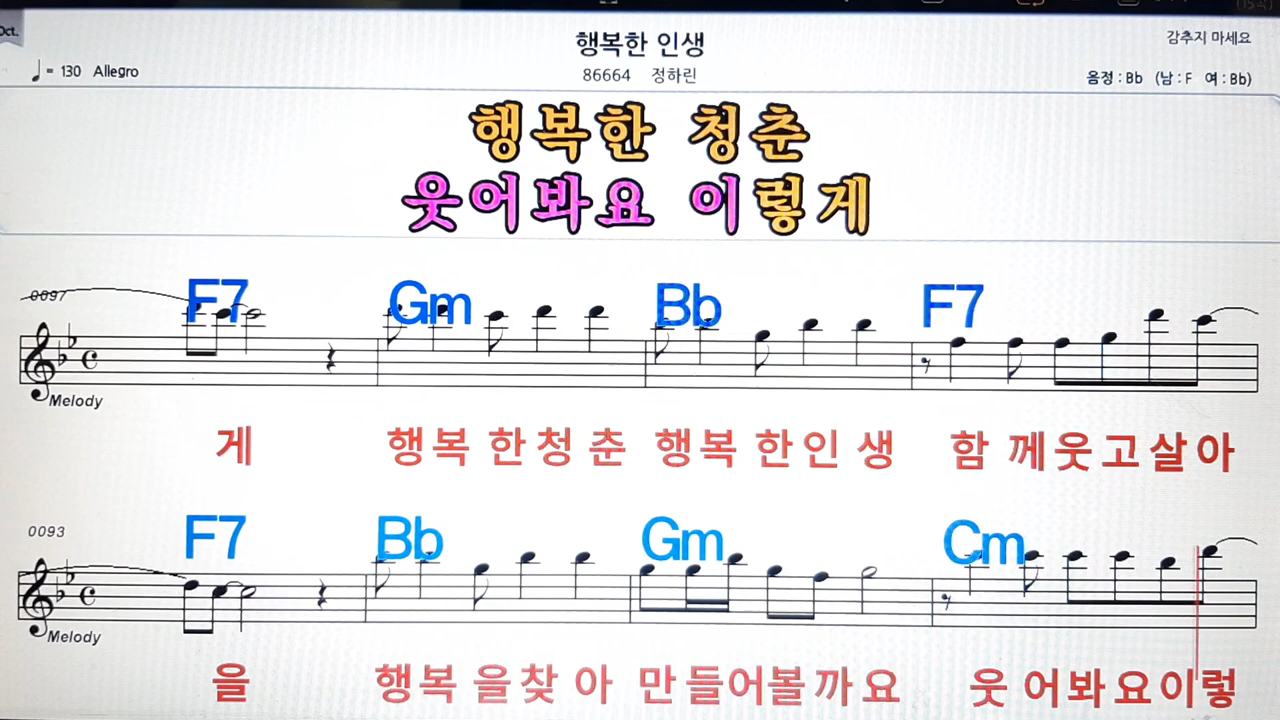 Oct.
행복한 인생
감추지 마세요
♩= 130 Allegro
86664 정하린
음정 : Bb (남 : F 여 : Bb)
행복한 청춘
웃어봐요 이렇게
0097
F7 Gm Bb F7
Melody
게 행복 한청 춘 행복 한인 생 함 께웃고살아
0093
F7 Bb Gm Cm
Melody
을 행복 을찾 아 만들어볼까요 웃 어봐요이렇